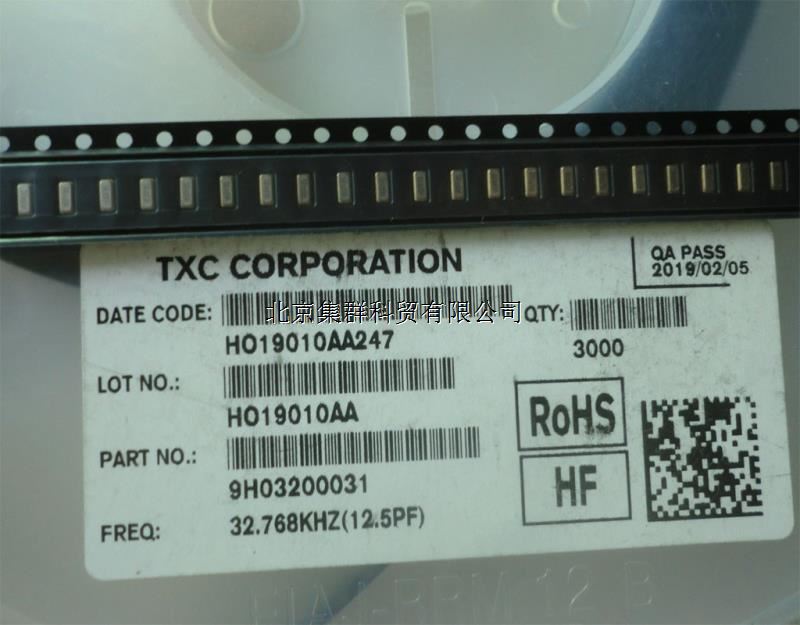 TXC CORPORATION
QA PASS
2019/02/05
DATE CODE:
北京集群科贸有限公司
QTY:
HO19010AA247
3000
LOT NO.:
HO19010AA
RoHS
PART NO.:
9H03200031
HF
FREQ:
32.768KHZ(12.5PF)
12 B